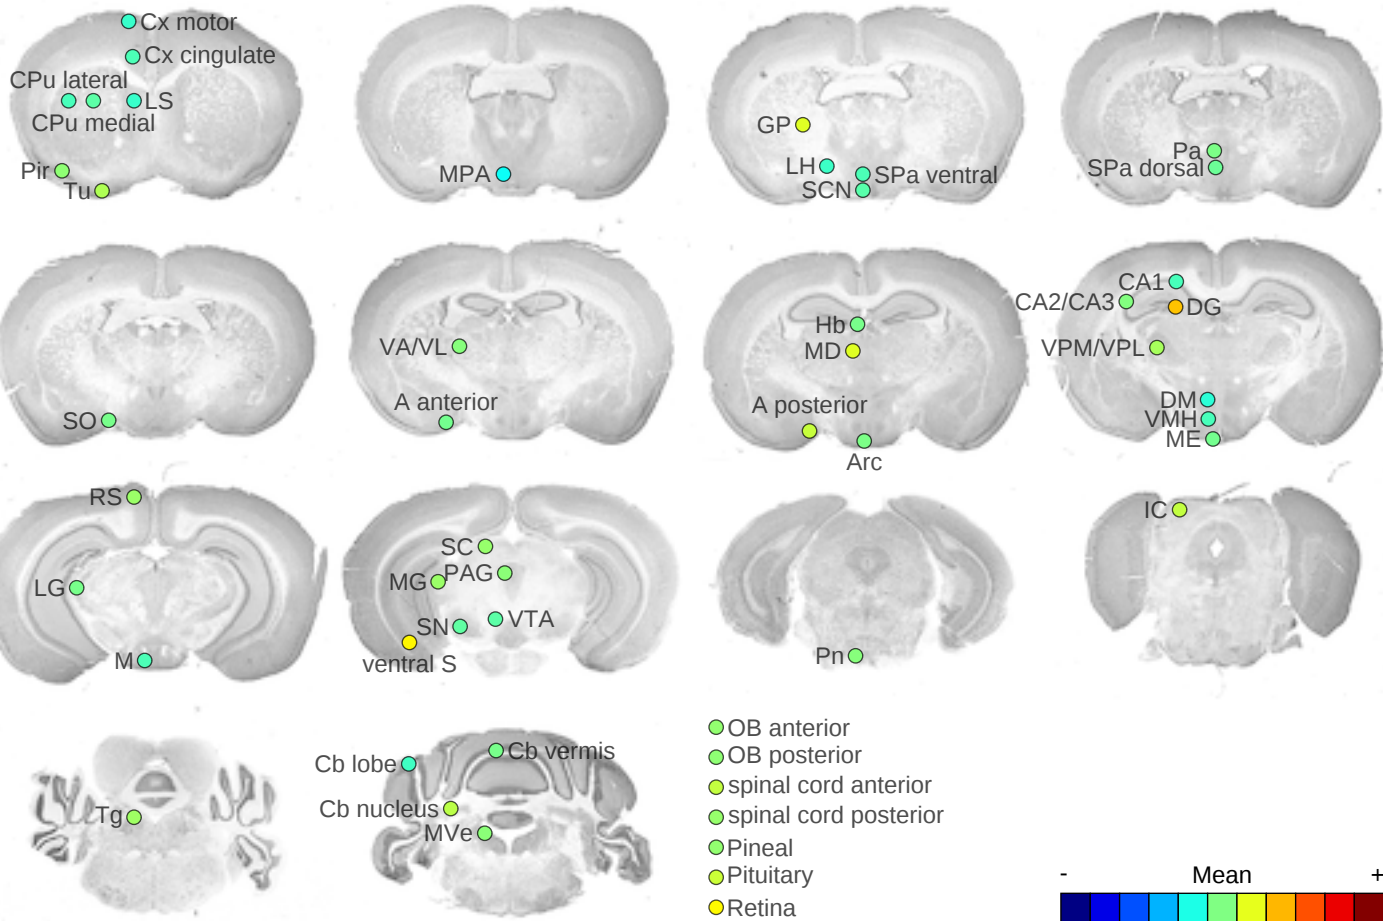 Cx motor
Cx cingulate
CPu lateral
LS
CPu medial
Pir
Tu
MPA
GP
LH
SPa ventral
SCN
Pa
SPa dorsal
SO
VA/VL
A anterior
Hb
MD
A posterior
Arc
CA1
CA2/CA3
DG
VPM/VPL
DM
VMH
ME
RS
LG
M
SC
PAG
MG
SN
VTA
ventral S
Pn
IC
Tg
Cb vermis
Cb lobe
Cb nucleus
MVe
OB anterior
OB posterior
spinal cord anterior
spinal cord posterior
Pineal
Pituitary
Retina
- Mean +